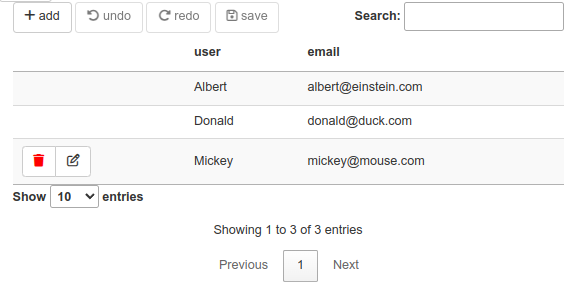 add undo redo save Search:
user email
Albert albert@einstein.com
Donald donald@duck.com
Mickey mickey@mouse.com
Show 10 entries
Showing 1 to 3 of 3 entries
Previous 1 Next